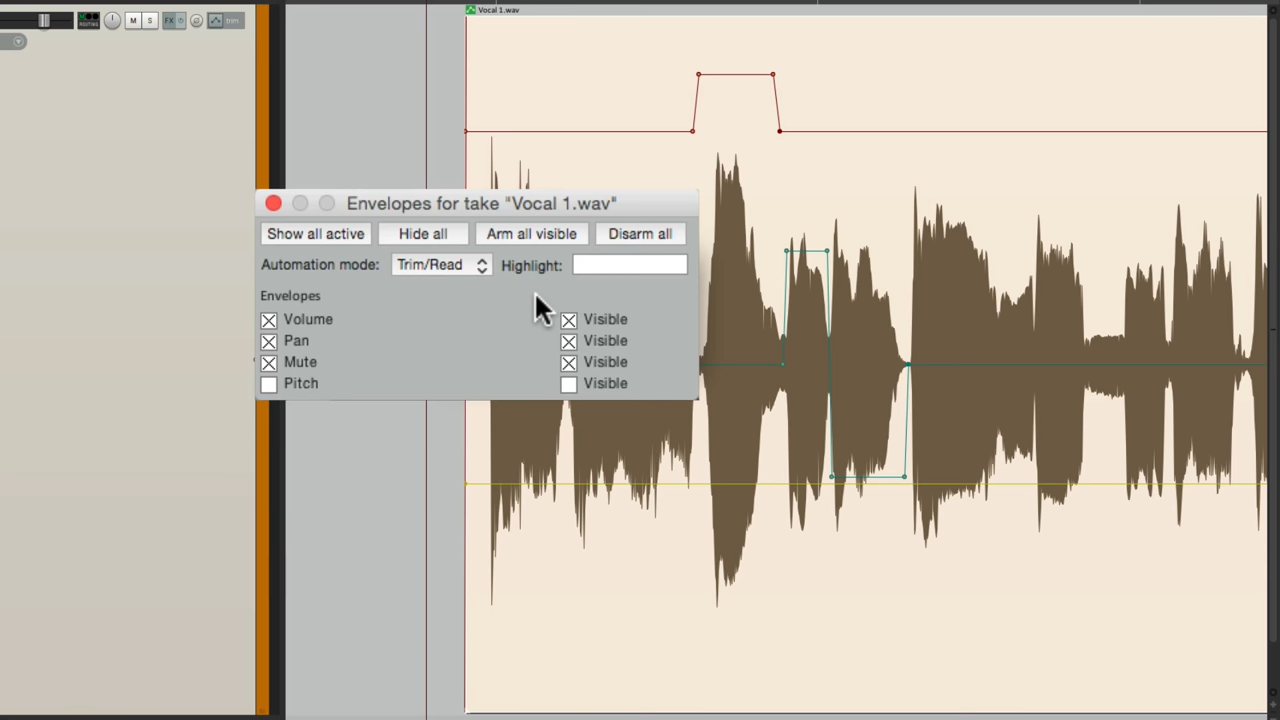 M S FX trim
Vocal 1.wav
Envelopes for take "Vocal 1.wav"
Show all active Hide all Arm all visible Disarm all
Automation mode: Trim/Read Highlight:
Envelopes
Volume Visible
Pan Visible
Mute Visible
Pitch Visible